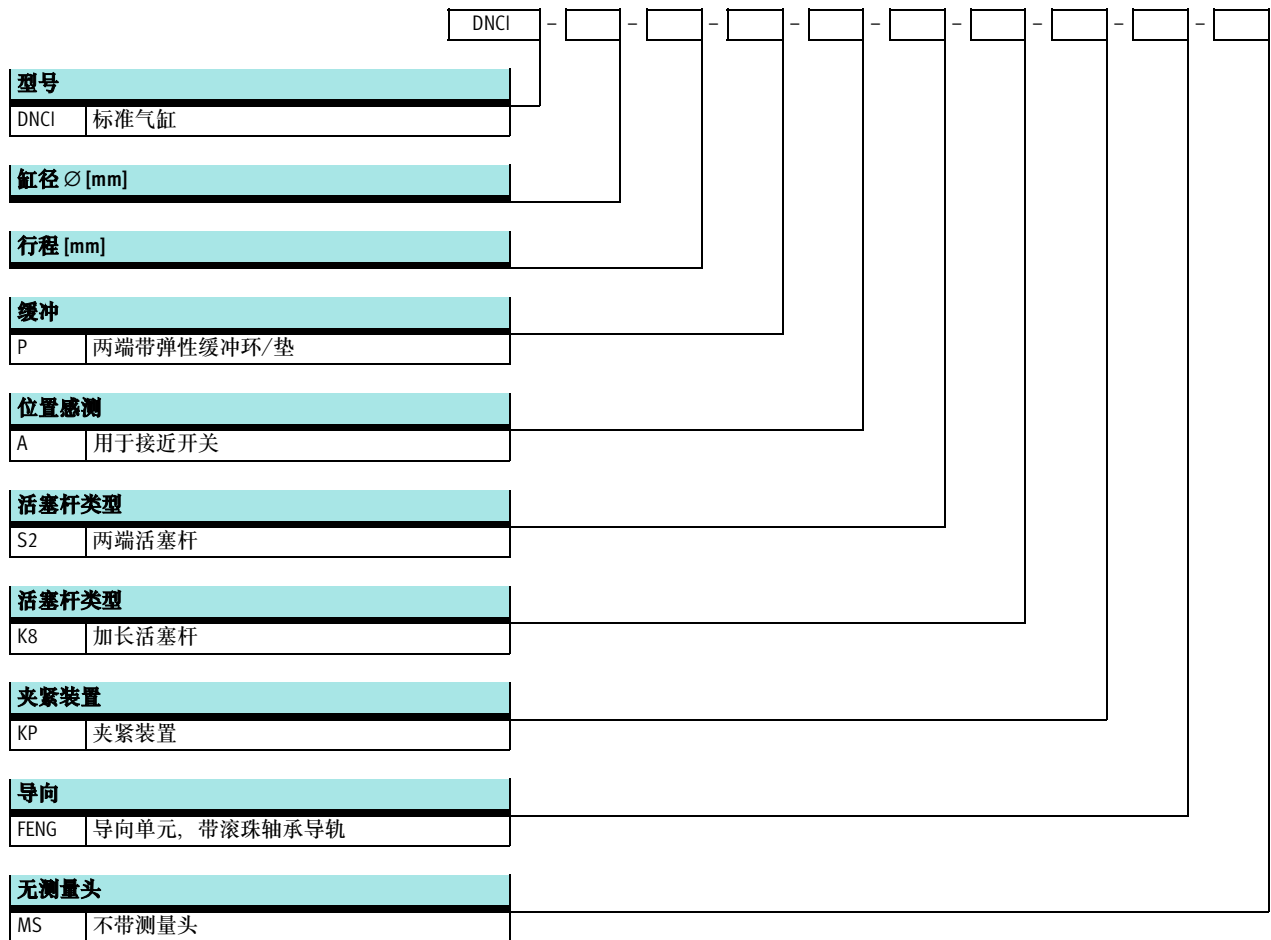 DNCI – – – – – – – – –
型号
DNCI 标准气缸
缸径 ∅ [mm]
行程 [mm]
缓冲
P 两端带弹性缓冲环/垫
位置感测
A 用于接近开关
活塞杆类型
S2 两端活塞杆
活塞杆类型
K8 加长活塞杆
夹紧装置
KP 夹紧装置
导向
FENG 导向单元，带滚珠轴承导轨
无测量头
MS 不带测量头